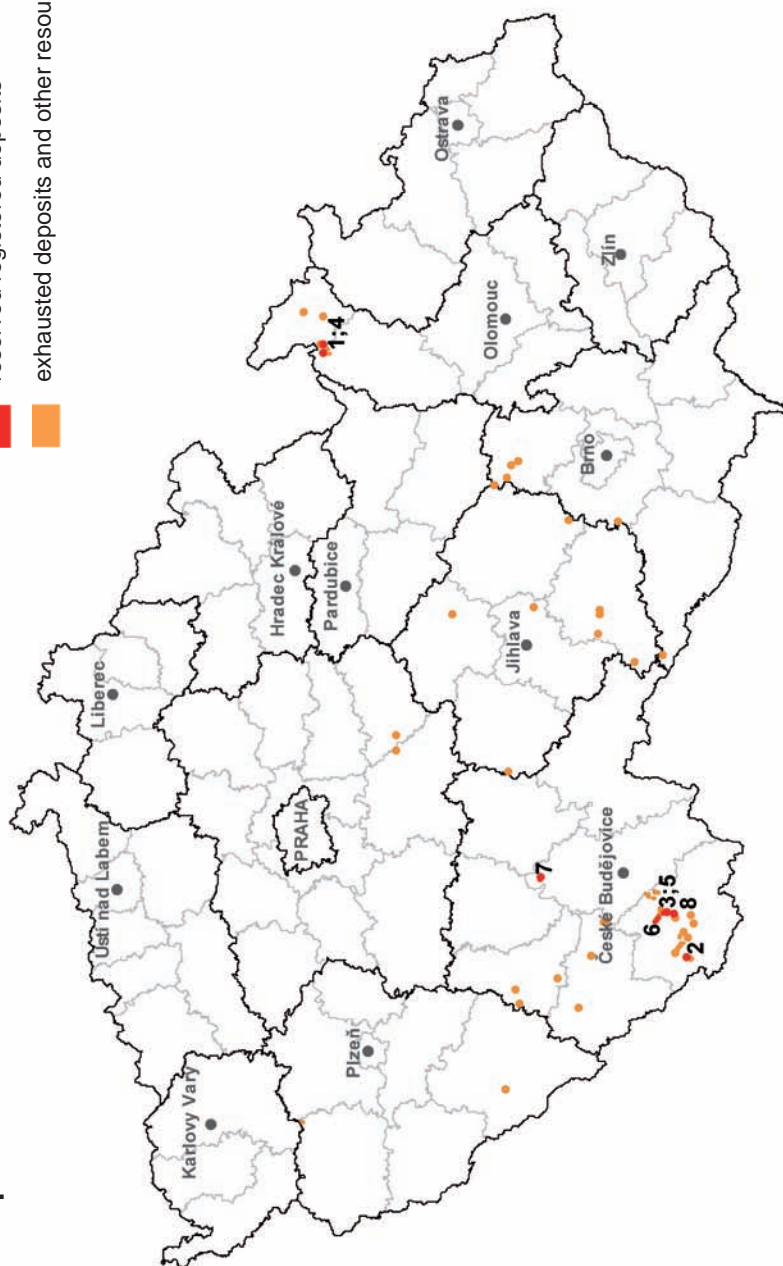 exhausted deposits and other resou
Ostrava
1; 4
Olomouc
Zlín
Brno
Hradec Králové
Pardubice
Jihlava
Liberec
PRAHA
Ústí nad Labem
České Budějovice
7
3; 5
6
8
2
Plzeň
Karlovy Vary